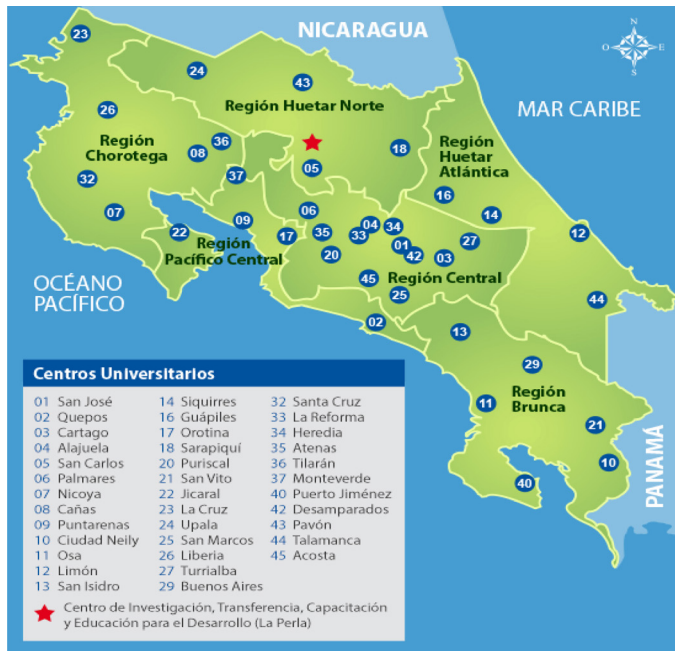 NICARAGUA
N
O
E
S
23
24
43
Región Huetar Norte
MAR CARIBE
26
Región
Chorotega
36
08
05
18
Región
Huetar
Atlántica
32
37
16
07
06
14
22
09
17
35
33
04
34
01
42
03
27
12
Región
Pacífico Central
20
Región Central
45
25
44
OCÉANO
PACÍFICO
02
13
29
Región
Brunca
11
21
10
40
PANAMÁ
Centros Universitarios
01 San José
02 Quepos
03 Cartago
04 Alajuela
05 San Carlos
06 Palmares
07 Nicoya
08 Cañas
09 Puntarenas
10 Ciudad Neily
11 Osa
12 Limón
13 San Isidro
14 Siquirres
16 Guápiles
17 Orotina
18 Sarapiquí
20 Puriscal
21 San Vito
22 Jicaral
23 La Cruz
24 Upala
25 San Marcos
26 Liberia
27 Turrialba
29 Buenos Aires
32 Santa Cruz
33 La Reforma
34 Heredia
35 Atenas
36 Tilarán
37 Monteverde
40 Puerto Jiménez
42 Desamparados
43 Pavón
44 Talamanca
45 Acosta
Centro de Investigación, Transferencia, Capacitación
y Educación para el Desarrollo (La Perla)